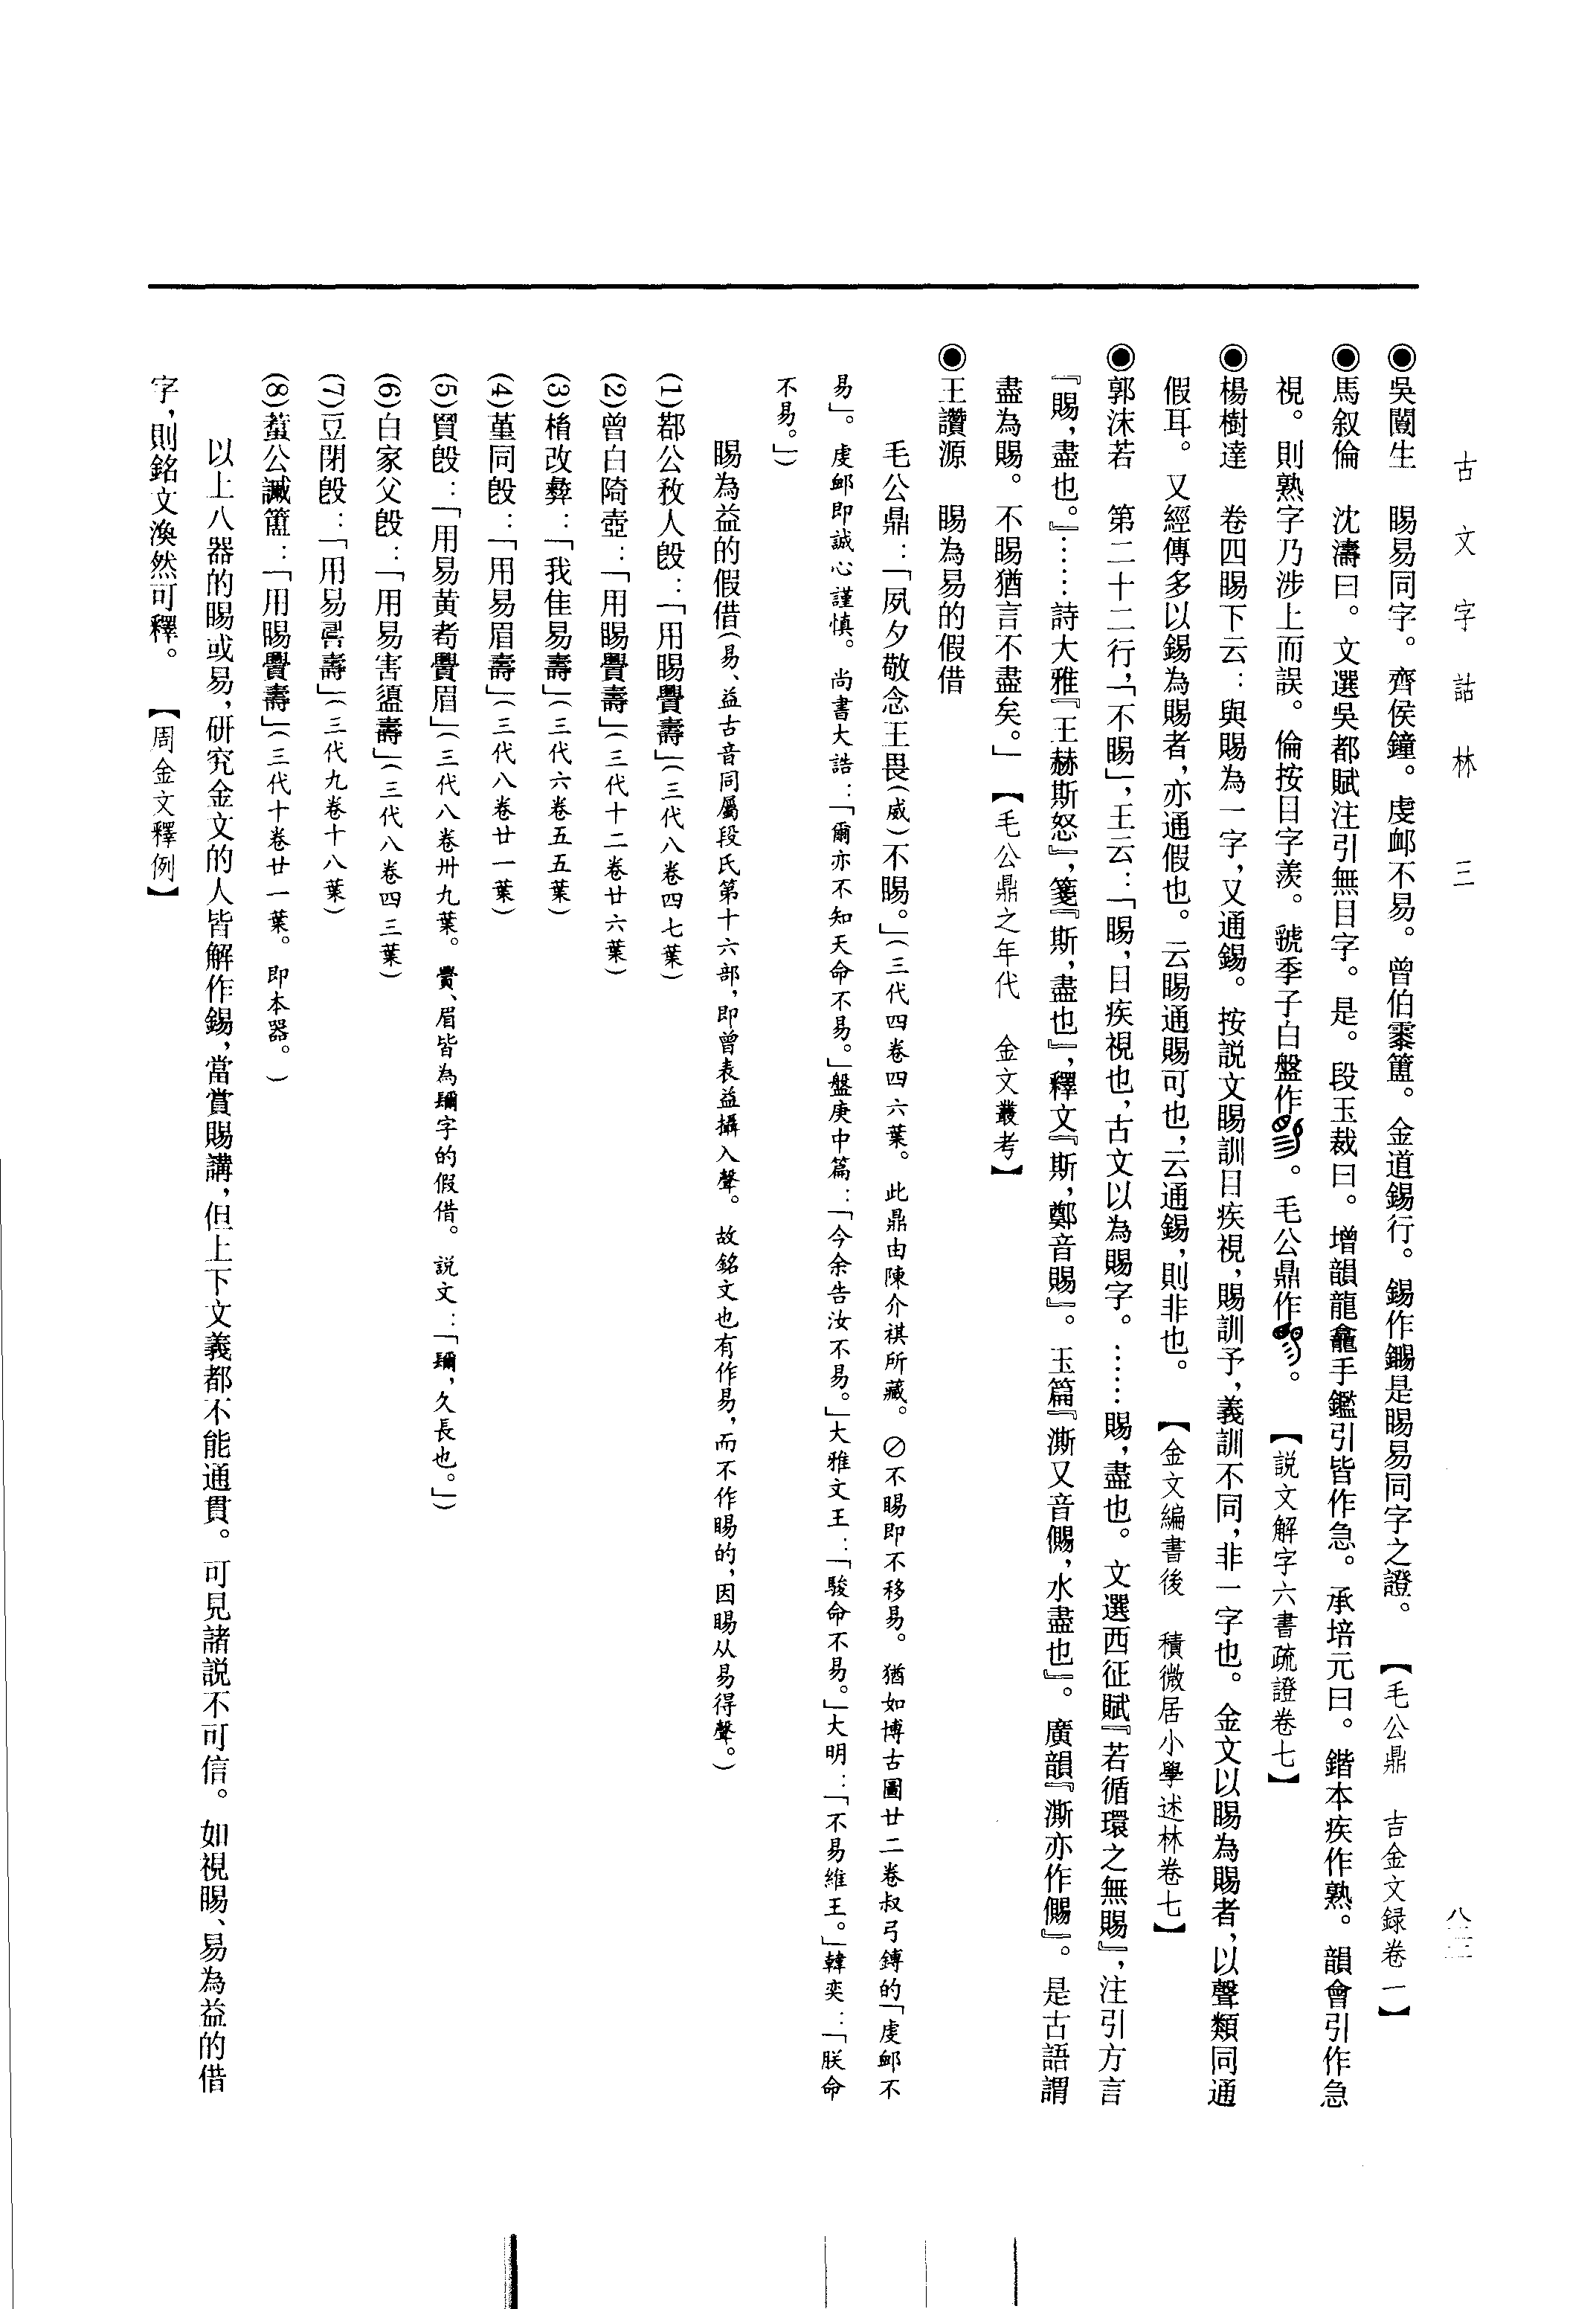 古文字詁林 三
八三二
◉吳闓生 睗易同字。齊侯鐘。虔卹不易。曾伯霥簠。金道錫行。錫作鐊是睗易同字之證。 【毛公鼎 吉金文録卷一】
◉馬叙倫 沈濤曰。文選吳都賦注引無目字。是。段玉裁曰。增韻龍龕手鑑引皆作急。承培元曰。鍇本疾作熟。韻會引作急
視。則熟字乃涉上而誤。倫按目字羨。虢季子白盤作。毛公鼎作。 【説文解字六書疏證卷七】
◉楊樹達 卷四睗下云：與賜為一字，又通錫。按説文睗訓目疾視，賜訓予，義訓不同，非一字也。金文以睗為賜者，以聲類同通
假耳。又經傳多以錫為賜者，亦通假也。云睗通賜可也，云通錫，則非也。 【金文編書後 積微居小學述林卷七】
◉郭沫若 第二十二行，「不睗」，王云：「睗，目疾視也，古文以為賜字。……賜，盡也。文選西征賦『若循環之無賜』，注引方言
『賜，盡也。』……詩大雅『王赫斯怒』，箋『斯，盡也』，釋文『斯，鄭音賜』。玉篇『澌又音儩，水盡也』。廣韻『澌亦作儩』。是古語謂
盡為賜。不賜猶言不盡矣。」 【毛公鼎之年代 金文叢考】
◉王讚源 睗為易的假借
毛公鼎：「夙夕敬念王畏(威)不睗。」(三代四卷四六葉。此鼎由陳介祺所藏。⊘不睗即不移易。猶如博古圖廿二卷叔弓鎛的「虔卹不
易」。虔卹即誠心謹慎。尚書大誥：「爾亦不知天命不易。」盤庚中篇：「今余告汝不易。」大雅文王：「駿命不易。」大明：「不易維王。」韓奕：「朕命
不易。」)
睗為益的假借(易、益古音同屬段氏第十六部，即曾表益攝入聲。故銘文也有作易，而不作睗的，因睗从易得聲。)
(1)鄀公敄人𣪘：「用睗釁壽」(三代八卷四七葉)
(2)曾白陭壺：「用睗釁壽」(三代十二卷廿六葉)
(3)楕改彝：「我隹易壽」(三代六卷五五葉)
(4)堇同𣪘：「用易眉壽」(三代八卷廿一葉)
(5)買𣪘：「用易黃耇釁眉」(三代八卷卅九葉。釁、眉皆為镾字的假借。説文：「镾，久長也。」)
(6)白家父𣪘：「用易害壽」(三代八卷四三葉)
(7)豆閉𣪘：「用易壽」(三代九卷十八葉)
(8)蠚公諴簠：「用睗釁壽」(三代十卷廿一葉。即本器。)
以上八器的睗或易，研究金文的人皆解作錫，當賞賜講，但上下文義都不能通貫。可見諸説不可信。如視睗、易為益的借
字，則銘文渙然可釋。 【周金文釋例】